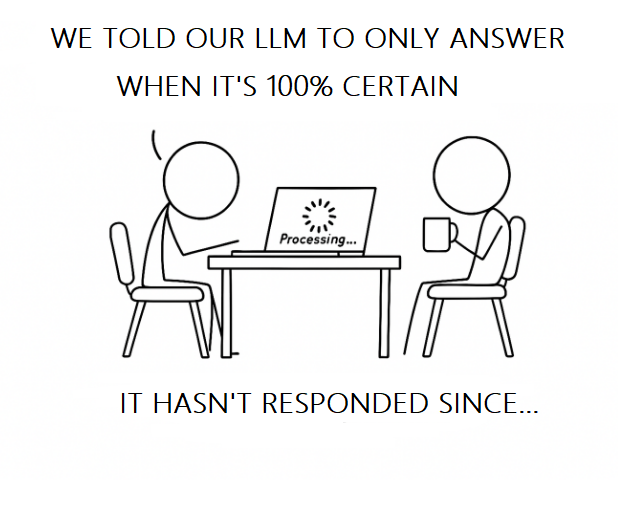 WE TOLD OUR LLM TO ONLY ANSWER
WHEN IT'S 100% CERTAIN
Processing...
IT HASN'T RESPONDED SINCE...